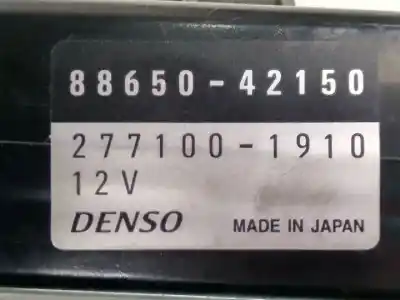 88650-42150
277100-1910
12V
DENSO MADE IN JAPAN